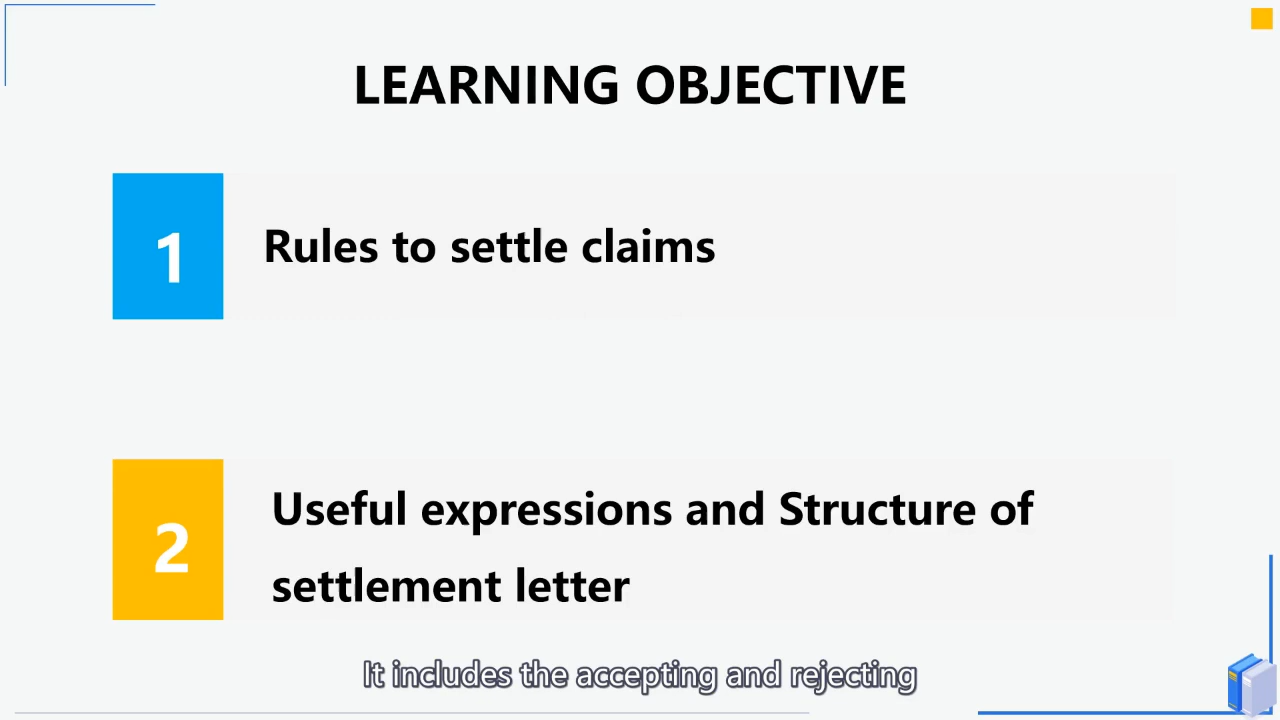 LEARNING OBJECTIVE
1
Rules to settle claims
2
Useful expressions and Structure of
settlement letter
It includes the accepting and rejecting